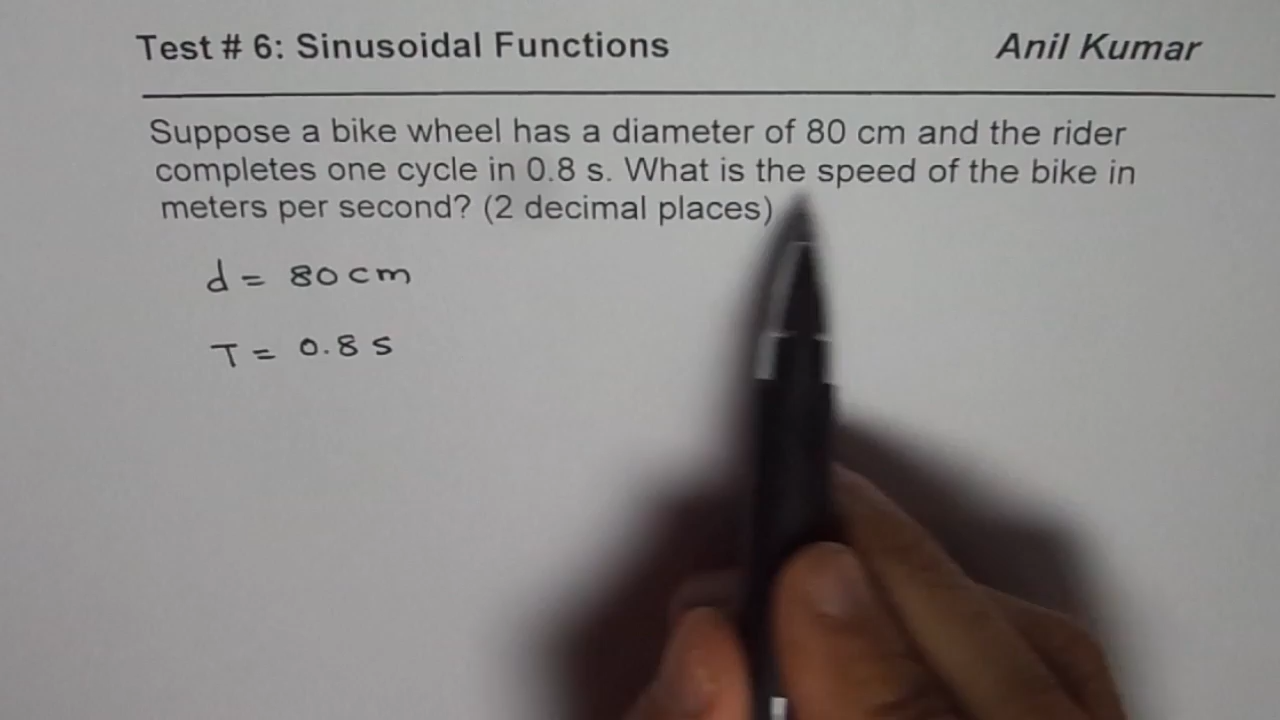 Test # 6: Sinusoidal Functions Anil Kumar
Suppose a bike wheel has a diameter of 80 cm and the rider
completes one cycle in 0.8 s. What is the speed of the bike in
meters per second? (2 decimal places)
d = 80 cm
T = 0.8 s